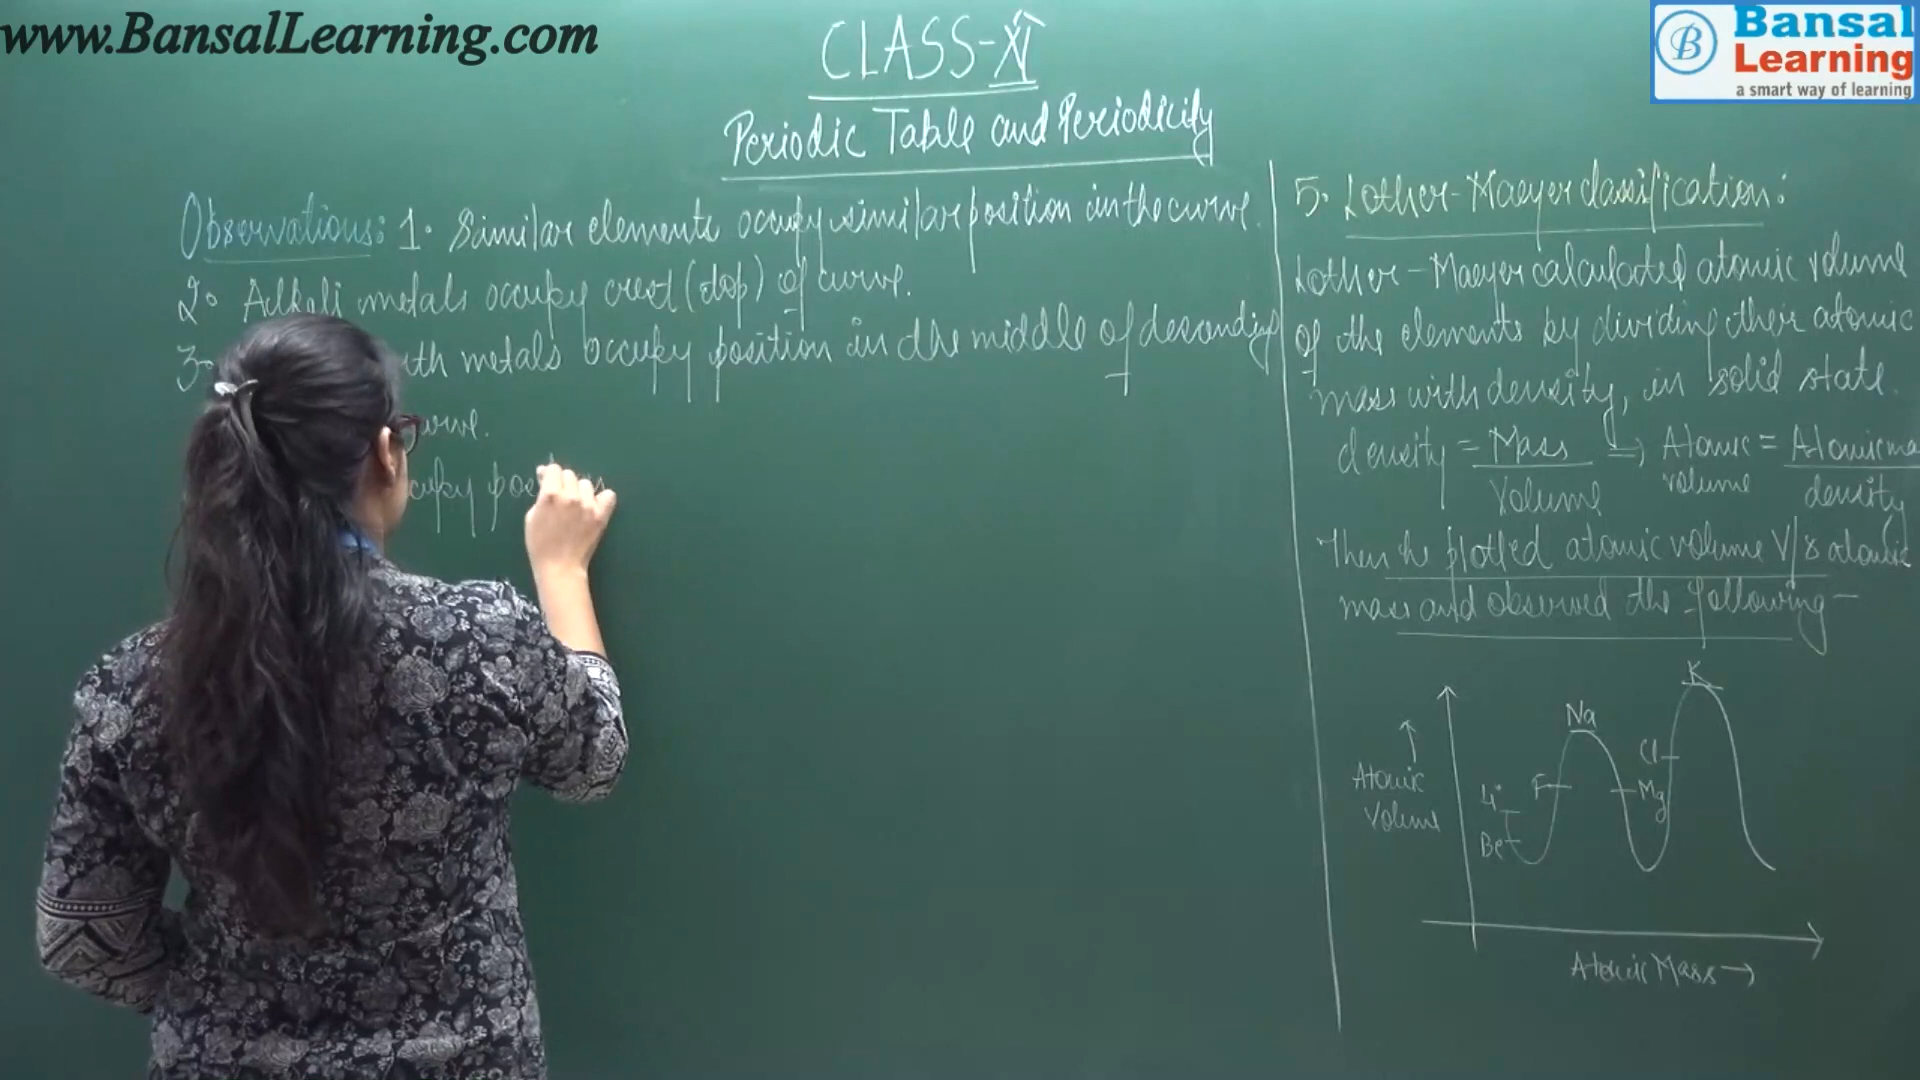 www.BansalLearning.com
Bansal
Learning
a smart way of learning
CLASS-XI
Periodic Table and Periodicity
Observations: 1. Similar elements occupy similar position in the curve.
2. Alkali metals occupy crest (top) of curve.
3. metals occupy position in the middle of descending
5. Lother-Maeyer classification:
Lother-Maeyer calculated atomic volume
of the elements by dividing their atomic
mass with density, in solid state.
density = Mass / Volume => Atomic volume = Atomic ma / density
Then he plotted atomic volume V/s atomic
mass and observed the following -
K
Na
Cl
Li
F
Mg
Be
Atomic
Volume
Atomic Mass →